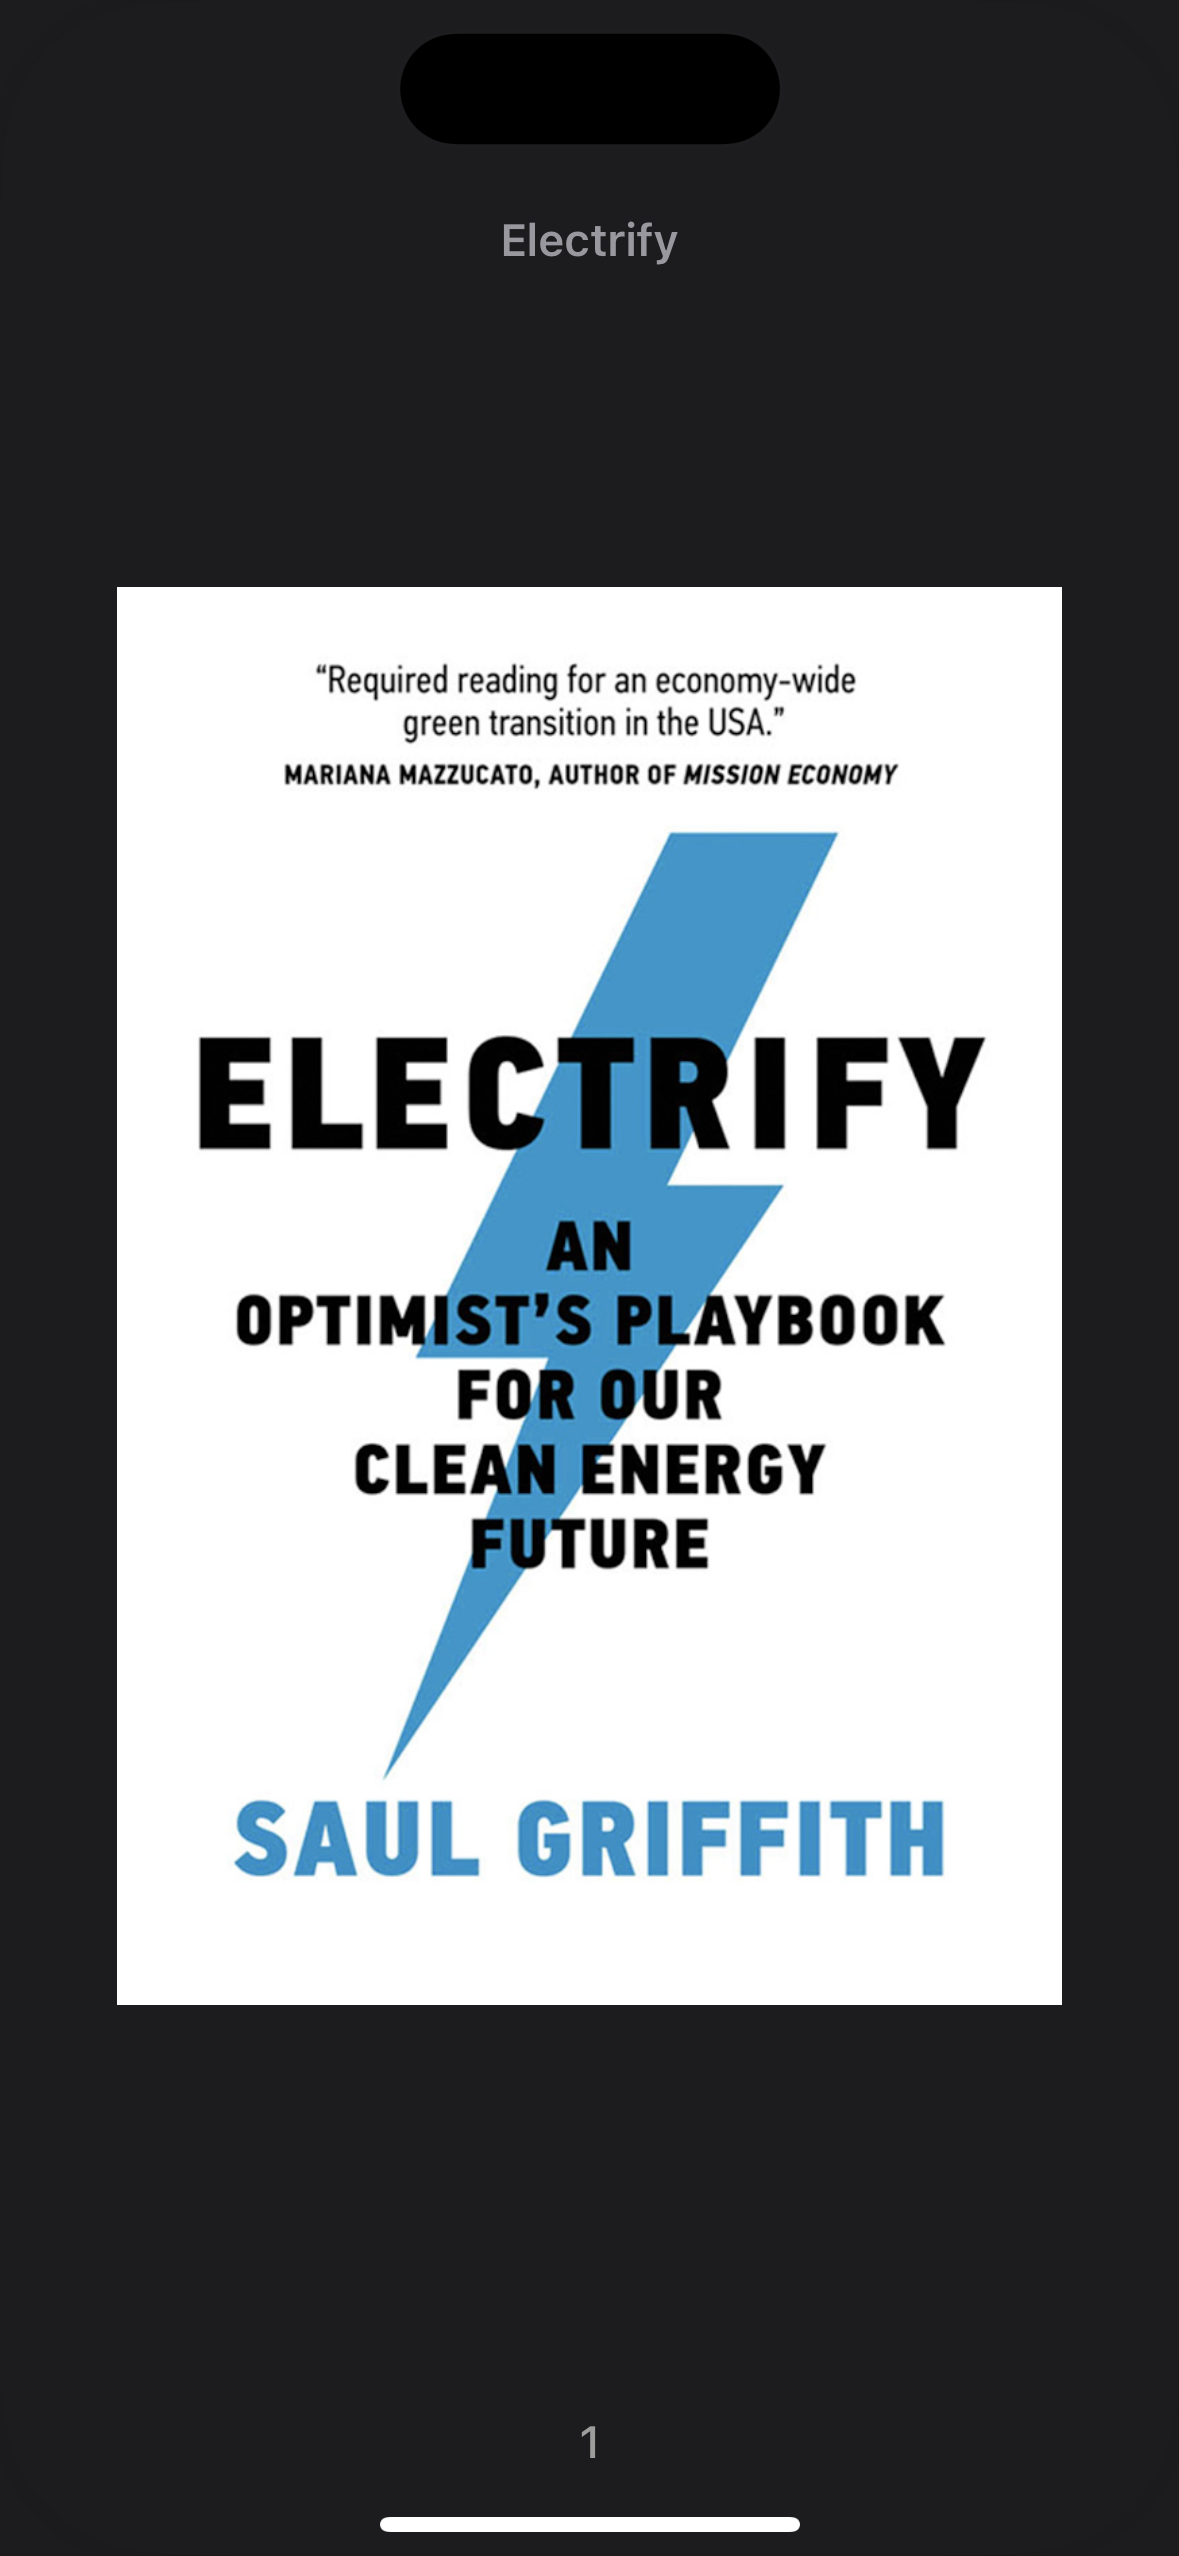 Electrify
“Required reading for an economy-wide
green transition in the USA.”
MARIANA MAZZUCATO, AUTHOR OF MISSION ECONOMY
ELECTRIFY
AN
OPTIMIST’S PLAYBOOK
FOR OUR
CLEAN ENERGY
FUTURE
SAUL GRIFFITH
1